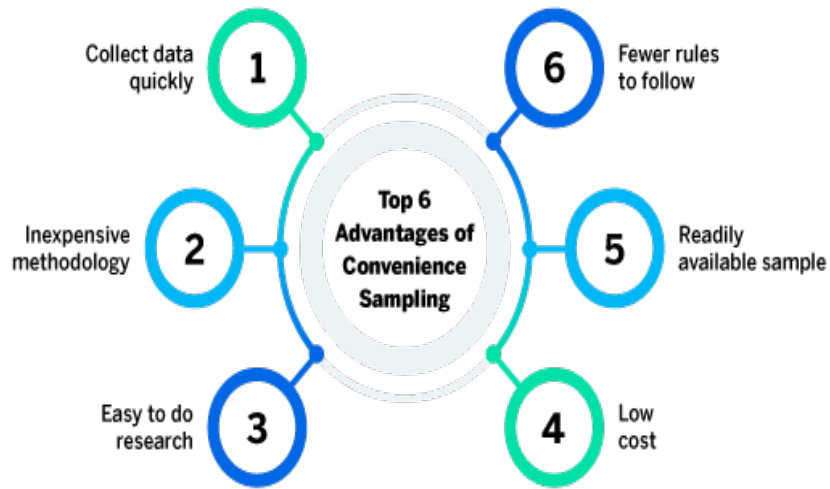 Top 6
Advantages of
Convenience
Sampling
1
Collect data
quickly
2
Inexpensive
methodology
3
Easy to do
research
4
Low
cost
5
Readily
available sample
6
Fewer rules
to follow